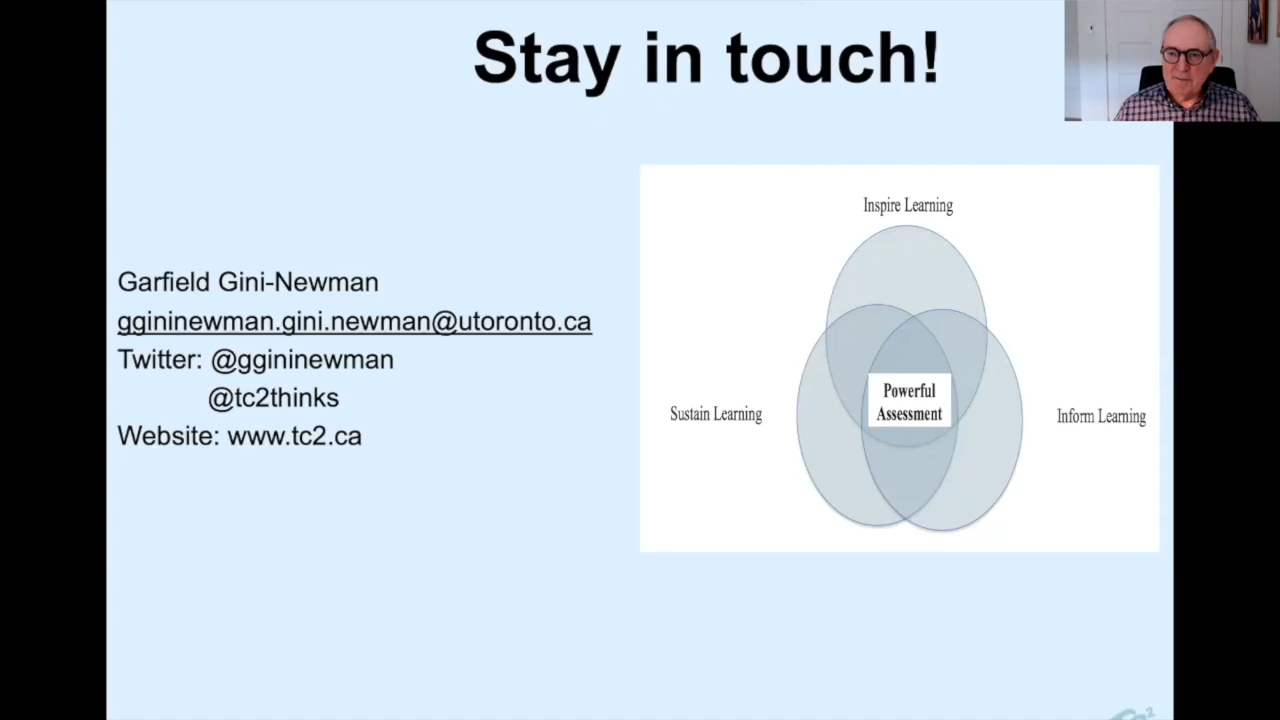 Stay in touch!
Garfield Gini-Newman
ggininewman.gini.newman@utoronto.ca
Twitter: @ggininewman
@tc2thinks
Website: www.tc2.ca
Inspire Learning
Powerful
Assessment
Sustain Learning
Inform Learning